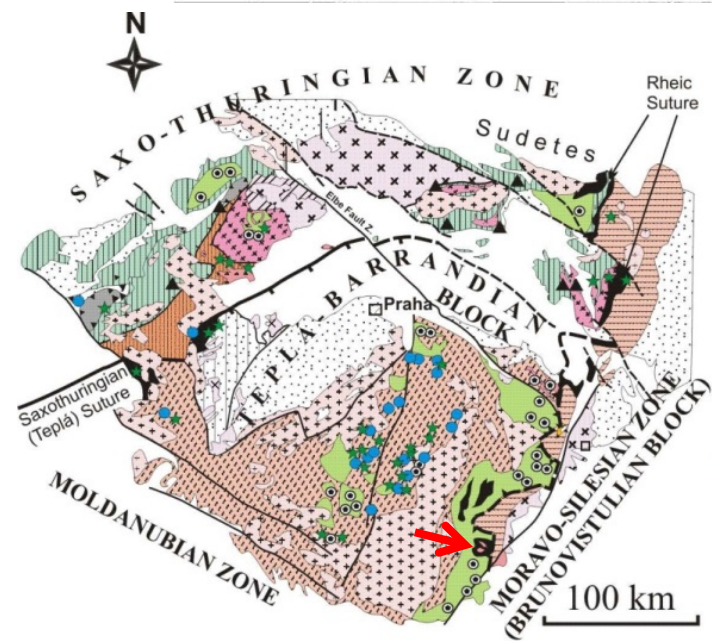 N
SAXO-THURINGIAN ZONE
Rheic
Suture
Sudetes
Elbe Fault Z.
TEPLÁ-BARRANDIAN
BLOCK
Praha
Saxothuringian
(Teplá) Suture
MOLDANUBIAN ZONE
MORAVO-SILESIAN ZONE
(BRUNOVISTULIAN BLOCK)
100 km